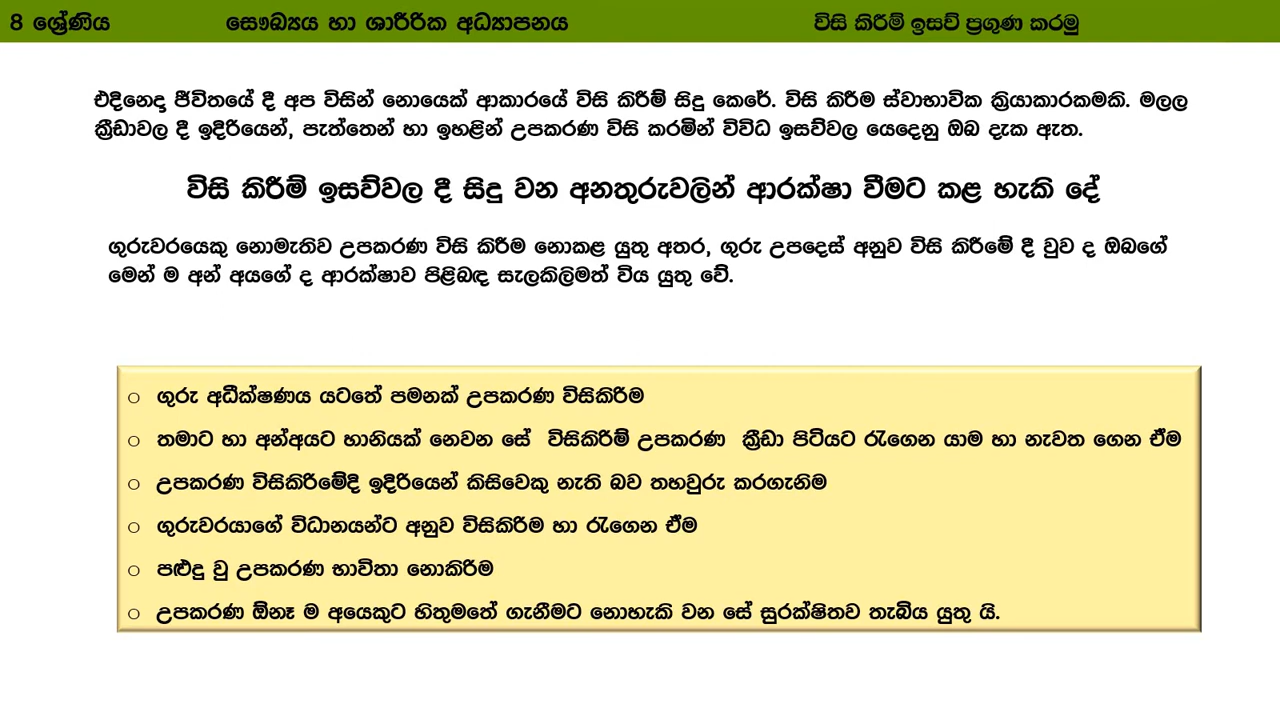 8 ශ්‍රේණිය සෞඛ්‍යය හා ශාරීරික අධ්‍යාපනය විසි කිරීම් ඉසව් ප්‍රගුණ කරමු
එදිනෙදා ජීවිතයේ දී අප විසින් නොයෙක් ආකාරයේ විසි කිරීම් සිදු කෙරේ. විසි කිරීම ස්වාභාවික ක්‍රියාකාරකමකි. මලල
ක්‍රීඩාවල දී ඉදිරියෙන්, පැත්තෙන් හා ඉහළින් උපකරණ විසි කරමින් විවිධ ඉසව්වල යෙදෙනු ඔබ දැක ඇත.
විසි කිරීම් ඉසව්වල දී සිදු වන අනතුරුවලින් ආරක්ෂා වීමට කළ හැකි දේ
ගුරුවරයෙකු නොමැතිව උපකරණ විසි කිරීම නොකළ යුතු අතර, ගුරු උපදෙස් අනුව විසි කිරීමේ දී වුව ද ඔබගේ
මෙන් ම අන් අයගේ ද ආරක්ෂාව පිළිබඳ සැලකිලිමත් විය යුතු වේ.
○ ගුරු අධීක්ෂණය යටතේ පමනක් උපකරණ විසිකිරීම
○ තමාට හා අන්අයට හානියක් නෙවන සේ විසිකිරීම් උපකරණ ක්‍රීඩා පිටියට රැගෙන යාම හා නැවත ගෙන ඒම
○ උපකරණ විසිකිරීමේදී ඉදිරියෙන් කිසිවෙකු නැති බව තහවුරු කරගැනිම
○ ගුරුවරයාගේ විධානයන්ට අනුව විසිකිරීම හා රැගෙන ඒම
○ පළුදු වු උපකරණ භාවිතා නොකිරීම
○ උපකරණ ඕනෑ ම අයෙකුට හිතුමතේ ගැනීමට නොහැකි වන සේ සුරක්ෂිතව තැබිය යුතු යි.